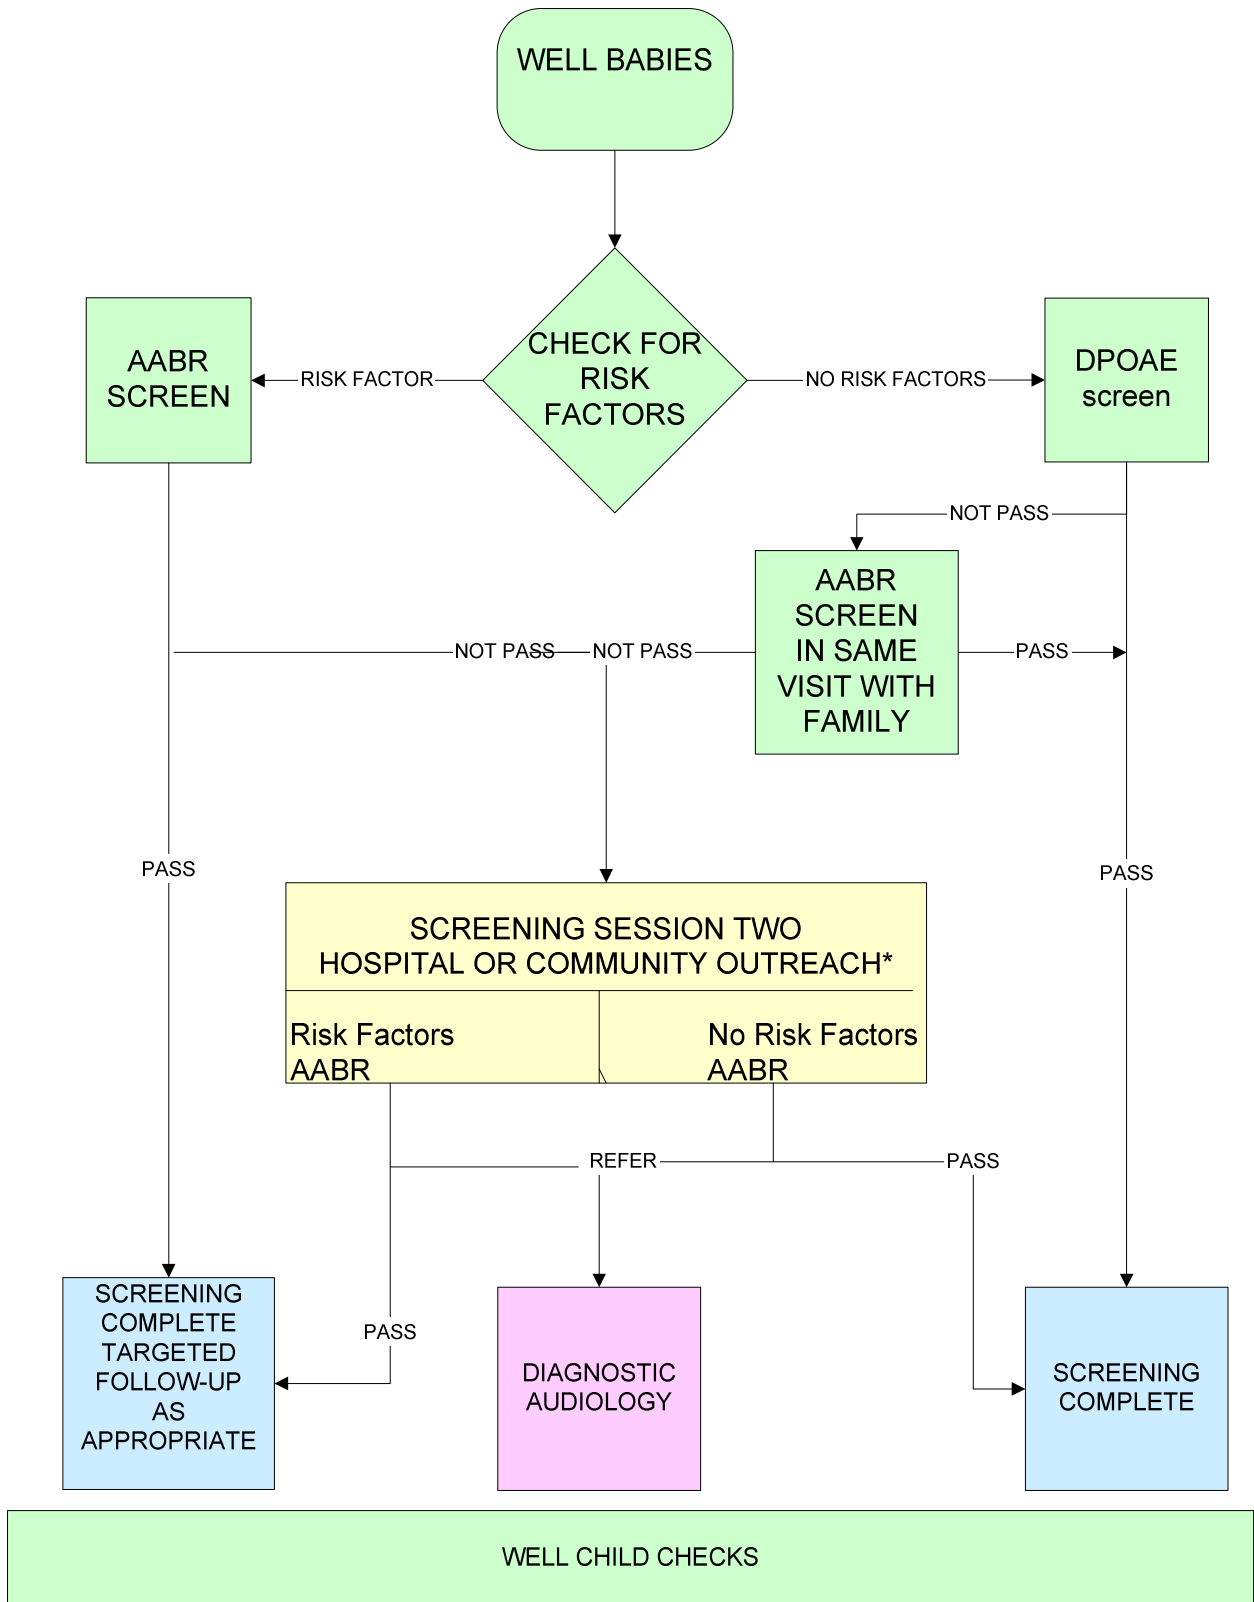 WELL BABIES
CHECK FOR
RISK
FACTORS
AABR
SCREEN
RISK FACTOR
NO RISK FACTORS
DPOAE
screen
NOT PASS
AABR
SCREEN
IN SAME
VISIT WITH
FAMILY
NOT PASS
NOT PASS
PASS
PASS
PASS
SCREENING SESSION TWO
HOSPITAL OR COMMUNITY OUTREACH*
Risk Factors
AABR
No Risk Factors
AABR
REFER
PASS
PASS
SCREENING
COMPLETE
TARGETED
FOLLOW-UP
AS
APPROPRIATE
DIAGNOSTIC
AUDIOLOGY
SCREENING
COMPLETE
WELL CHILD CHECKS